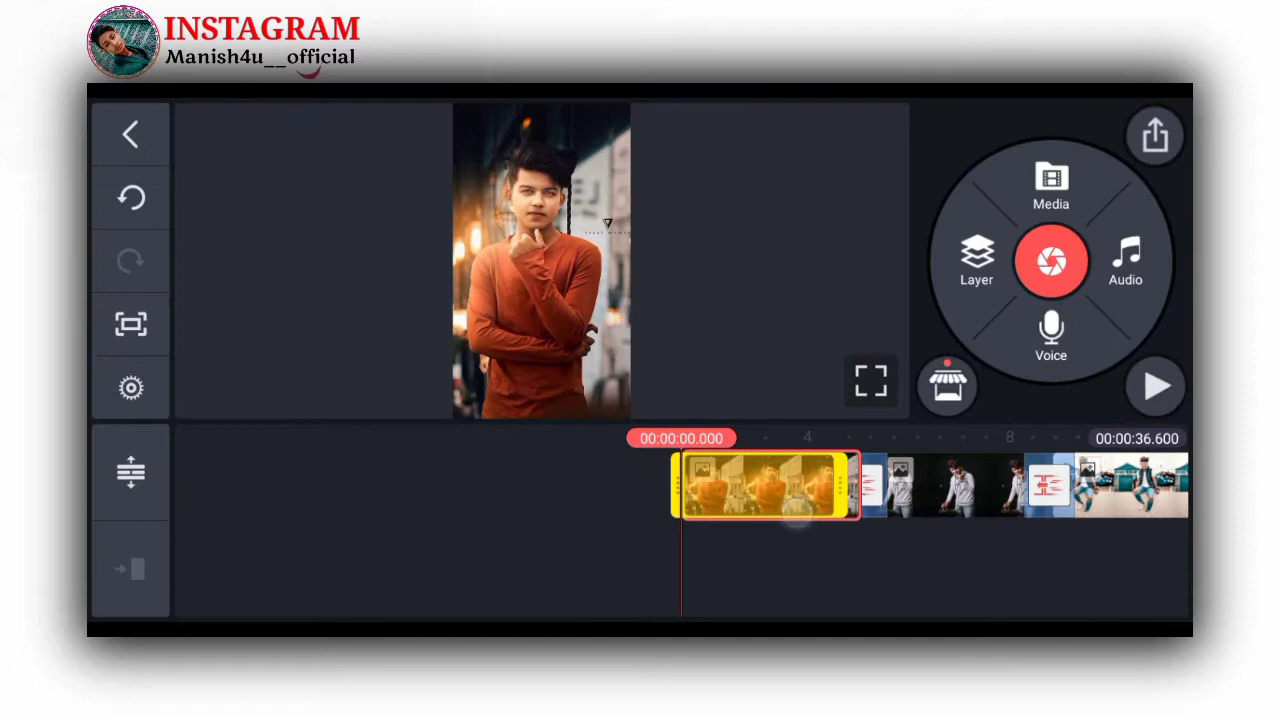 INSTAGRAM
Manish4u__official
Media
Layer
Audio
Voice
00:00:00.000
4
8
00:00:36.600